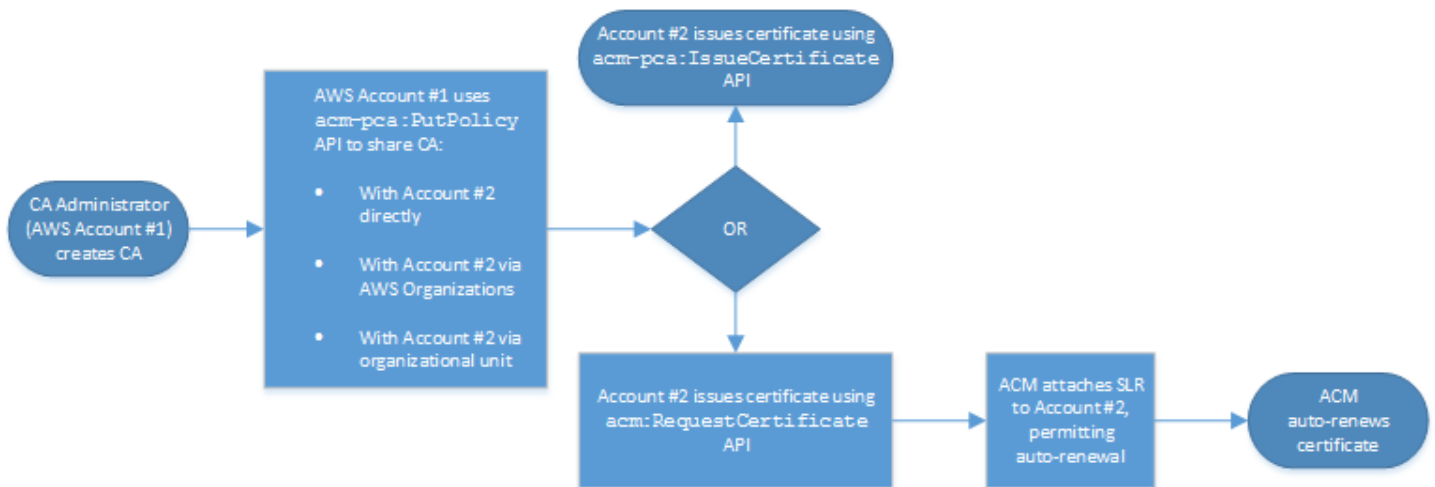 CA Administrator
(AWS Account #1)
creates CA
AWS Account #1 uses
acm-pca:PutPolicy
API to share CA:
• With Account #2
directly
• With Account #2 via
AWS Organizations
• With Account #2 via
organizational unit
OR
Account #2 issues certificate using
acm-pca:IssueCertificate
API
Account #2 issues certificate using
acm:RequestCertificate
API
ACM attaches SLR
to Account #2,
permitting
auto-renewal
ACM
auto-renews
certificate